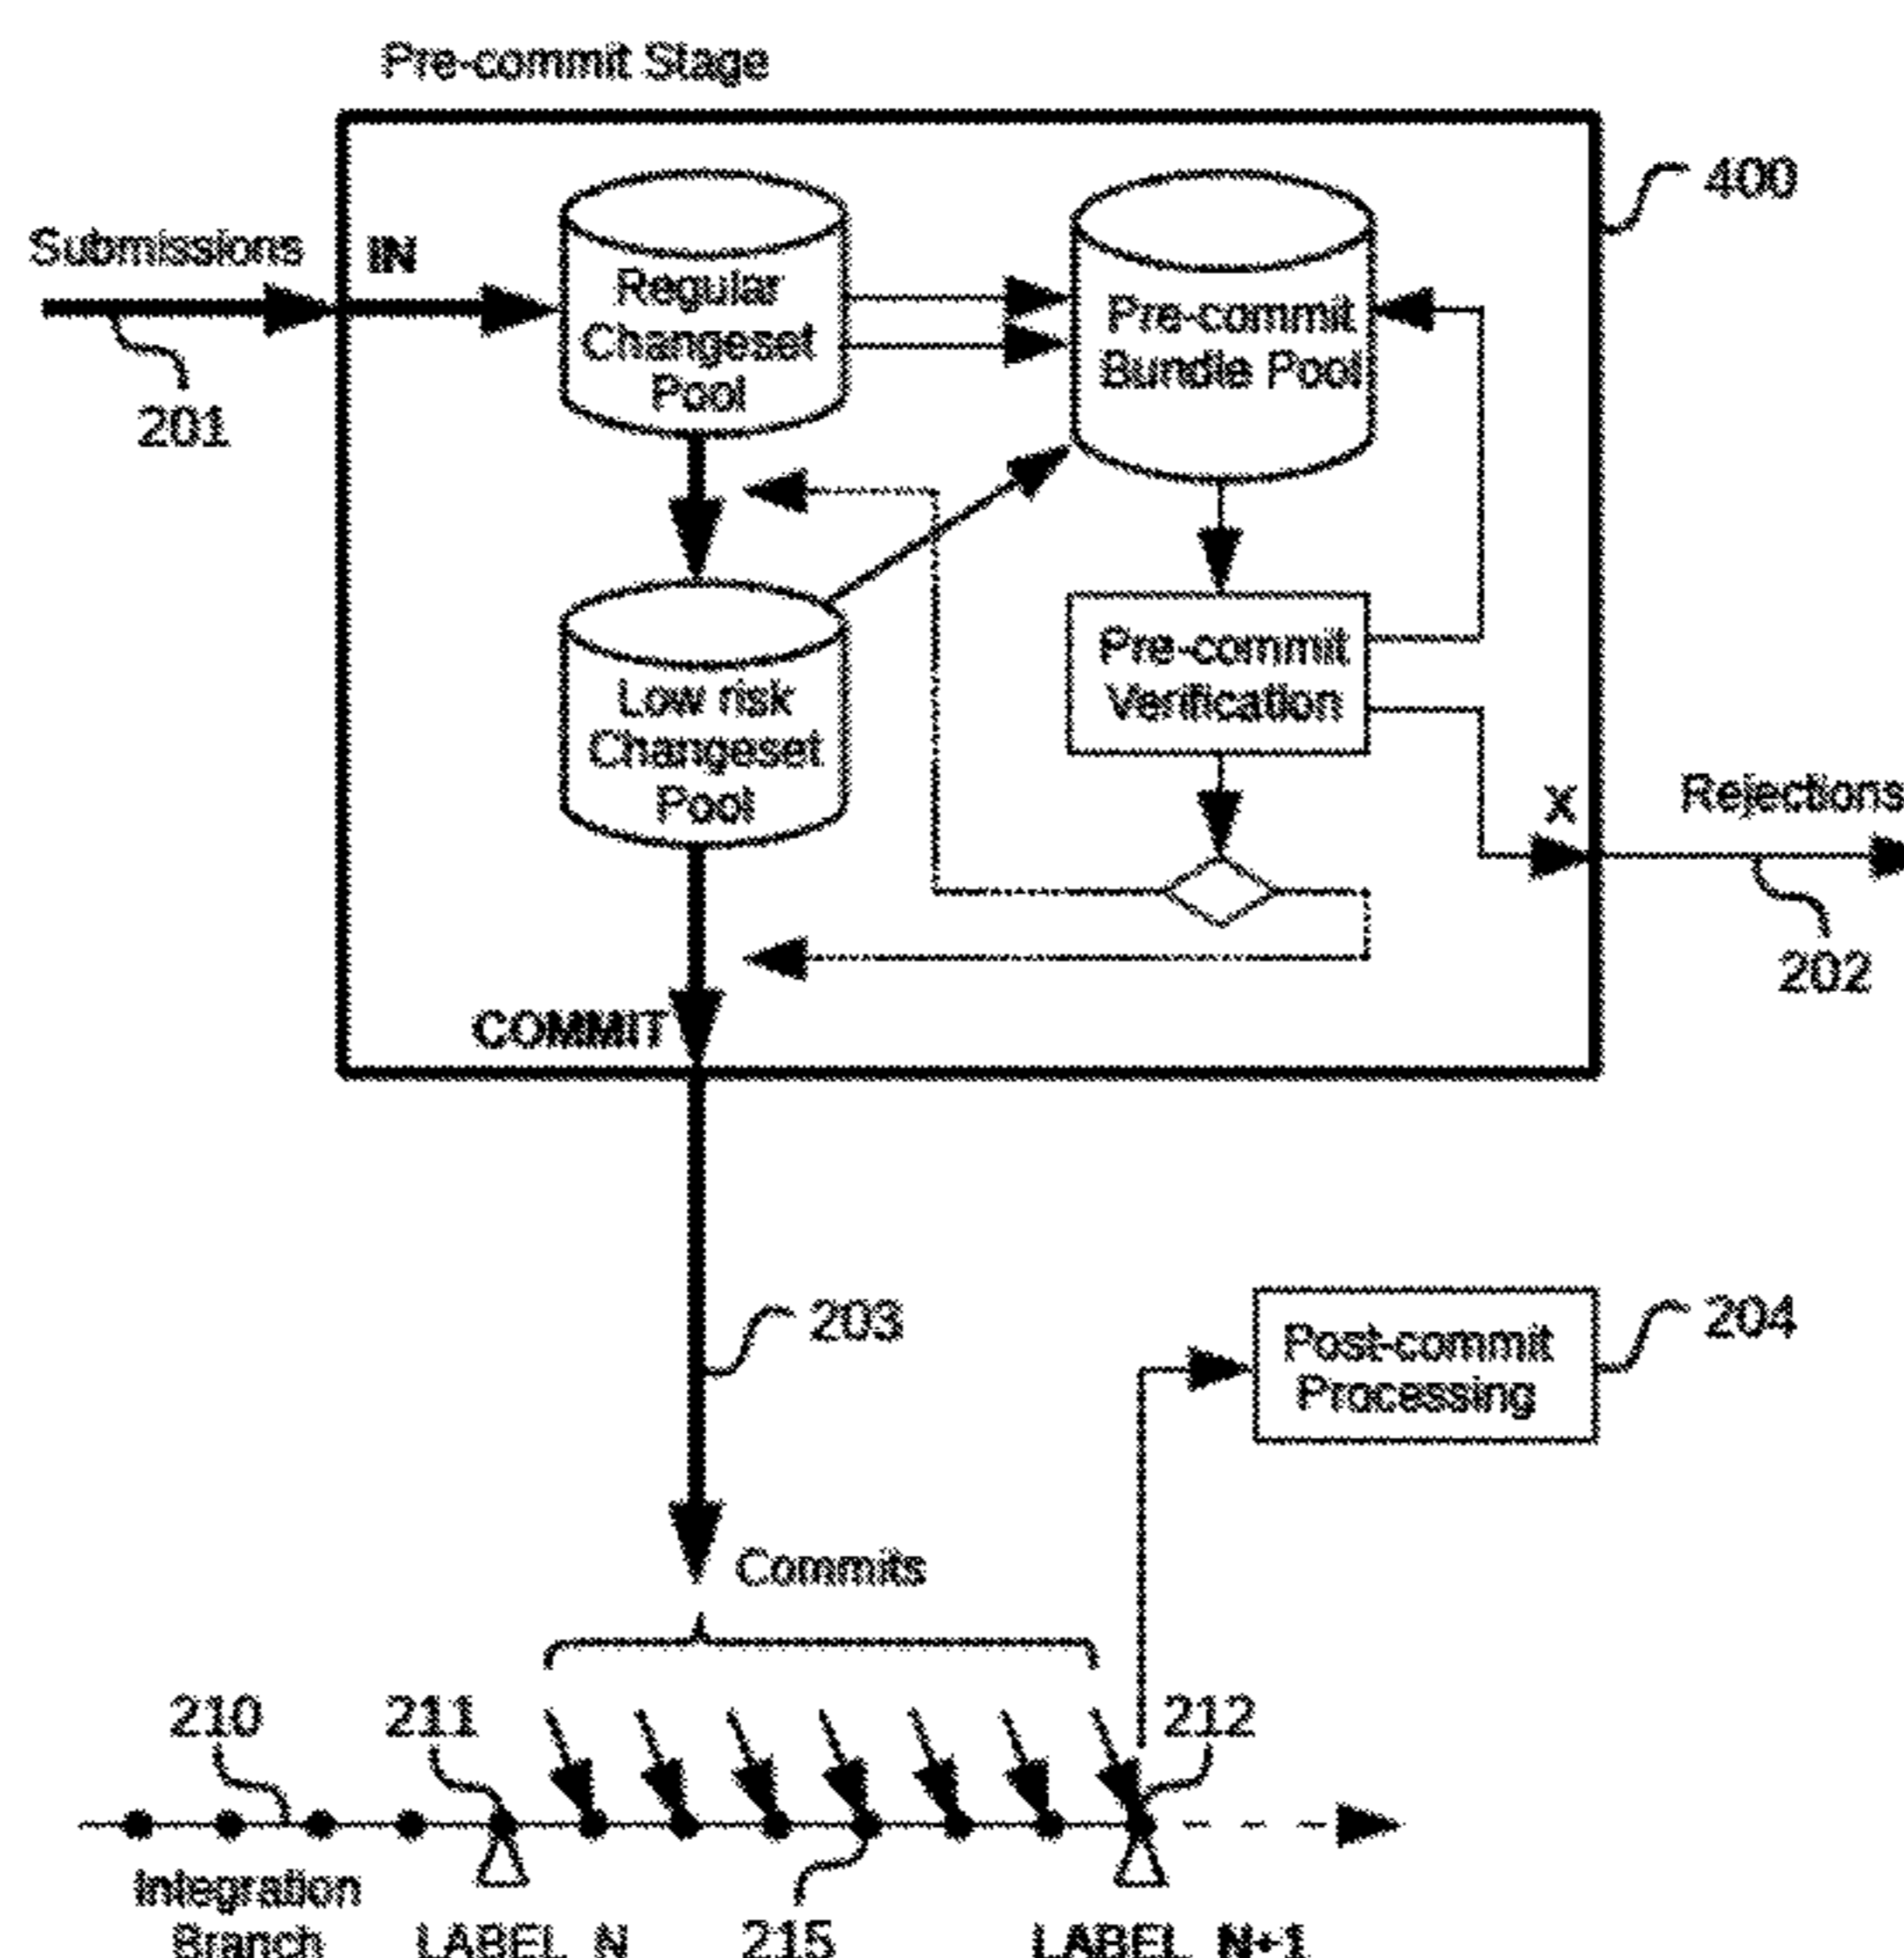 Pre-commit Stage
400
Submissions
IN
201
Regular
Changeset
Pool
Pre-commit
Bundle Pool
Low risk
Changeset
Pool
Pre-commit
Verification
X
Rejections
202
COMMIT
203
Post-commit
Processing
204
Commits
210
211
212
Integration
Branch
LABEL N
215
LABEL N+1